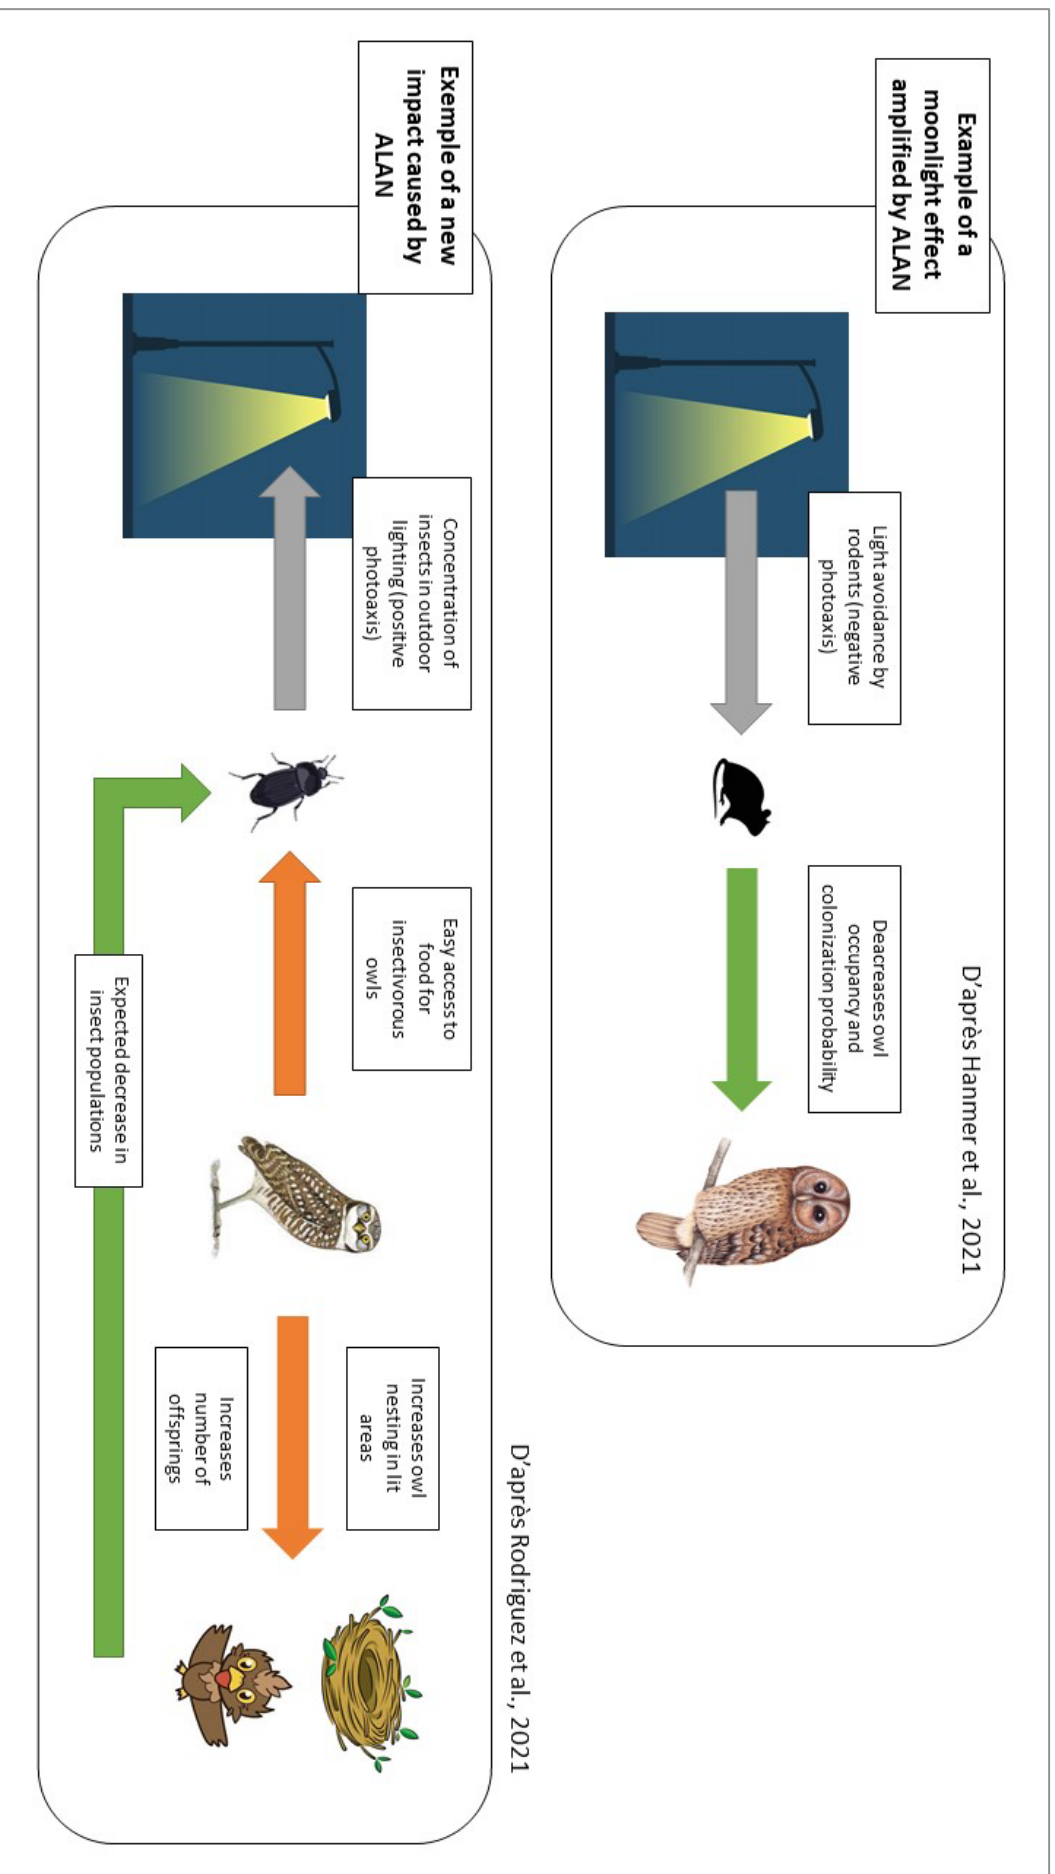 Example of a
moonlight effect
amplified by ALAN
D'après Hanmer et al., 2021
Light avoidance by
rodents (negative
photoaxis)
Deacreases owl
occupancy and
colonization probability
Exemple of a new
impact caused by
ALAN
D'après Rodriguez et al., 2021
Concentration of
insects in outdoor
lighting (positive
photoaxis)
Easy access to
food for
insectivorous
owls
Increases owl
nesting in lit
areas
Increases
number of
offsprings
Expected decrease in
insect populations